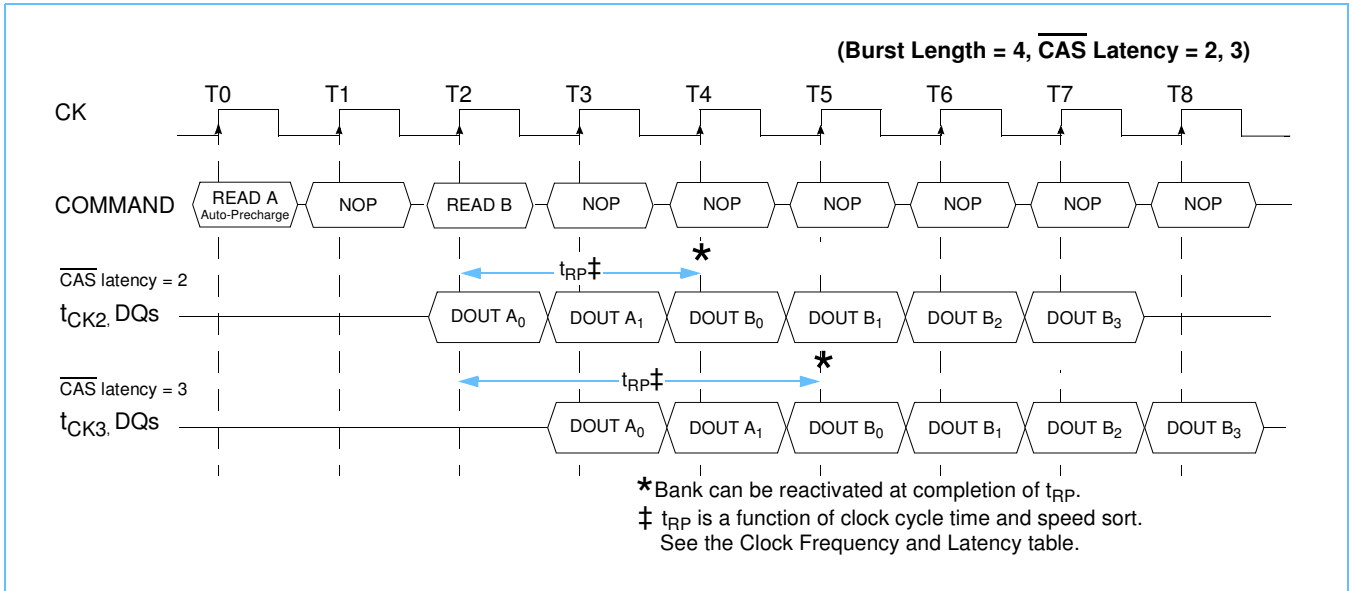 (Burst Length = 4, CAS Latency = 2, 3)
T0 T1 T2 T3 T4 T5 T6 T7 T8
CK
COMMAND READ A NOP READ B NOP NOP NOP NOP NOP NOP
Auto-Precharge
*
tRP‡
CAS latency = 2
tCK2, DQs DOUT A0 DOUT A1 DOUT B0 DOUT B1 DOUT B2 DOUT B3
*
tRP‡
CAS latency = 3
tCK3, DQs DOUT A0 DOUT A1 DOUT B0 DOUT B1 DOUT B2 DOUT B3
* Bank can be reactivated at completion of tRP.
‡ tRP is a function of clock cycle time and speed sort.
See the Clock Frequency and Latency table.